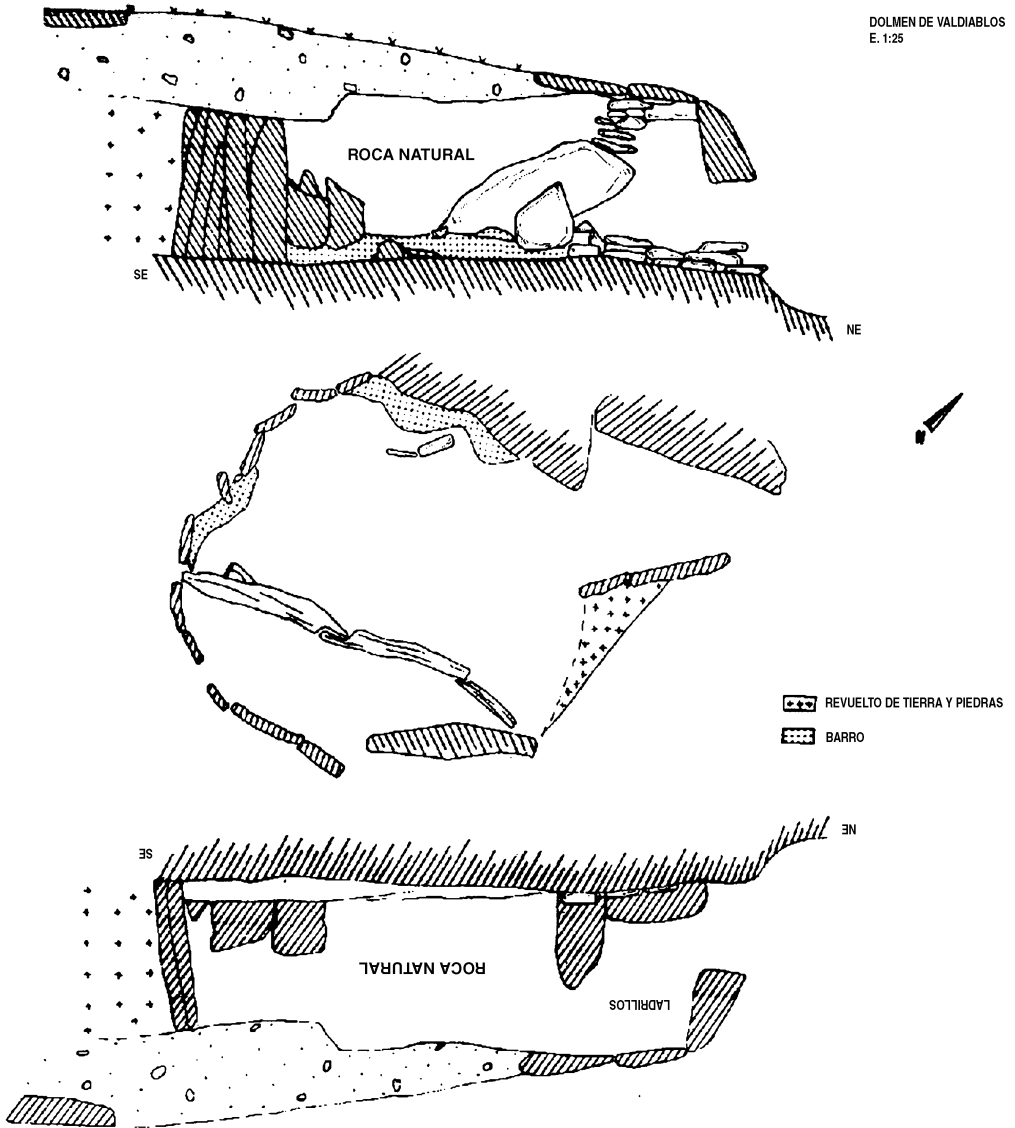 DOLMEN DE VALDIABLOS
E. 1:25
ROCA NATURAL
SE
NE
N
REVUELTO DE TIERRA Y PIEDRAS
BARRO
NE
SE
ROCA NATURAL
LADRILLOS